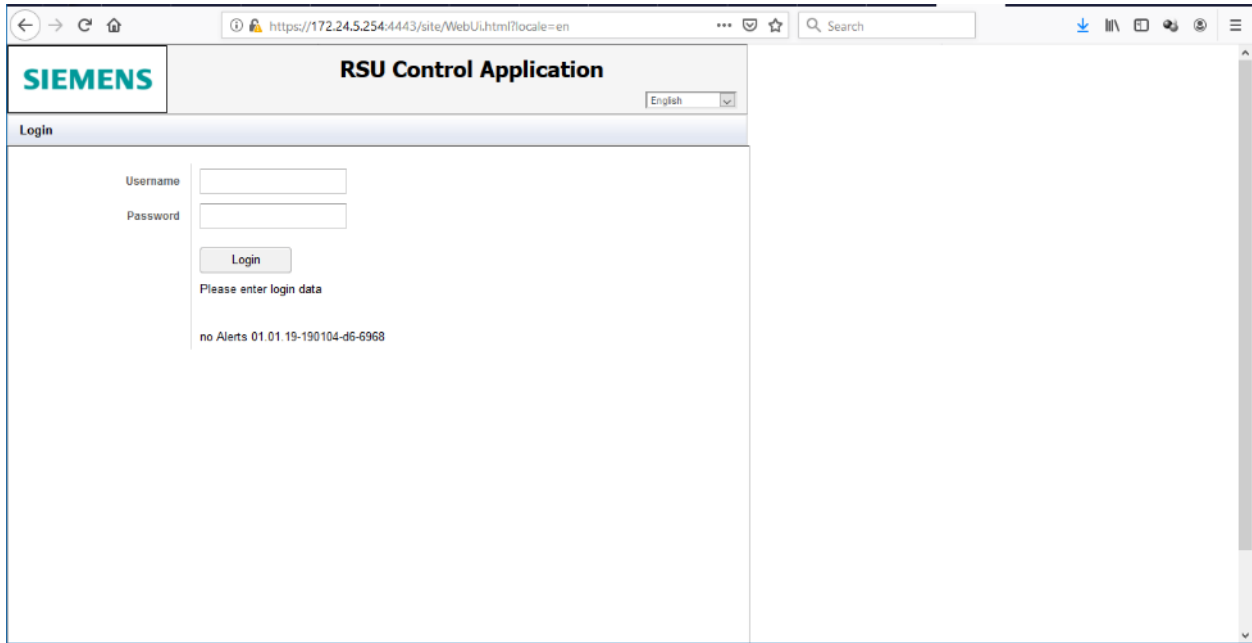 https://172.24.5.254:4443/site/WebUi.html?locale=en
Search
SIEMENS
RSU Control Application
English
Login
Username
Password
Login
Please enter login data
no Alerts 01.01.19-190104-d6-6968